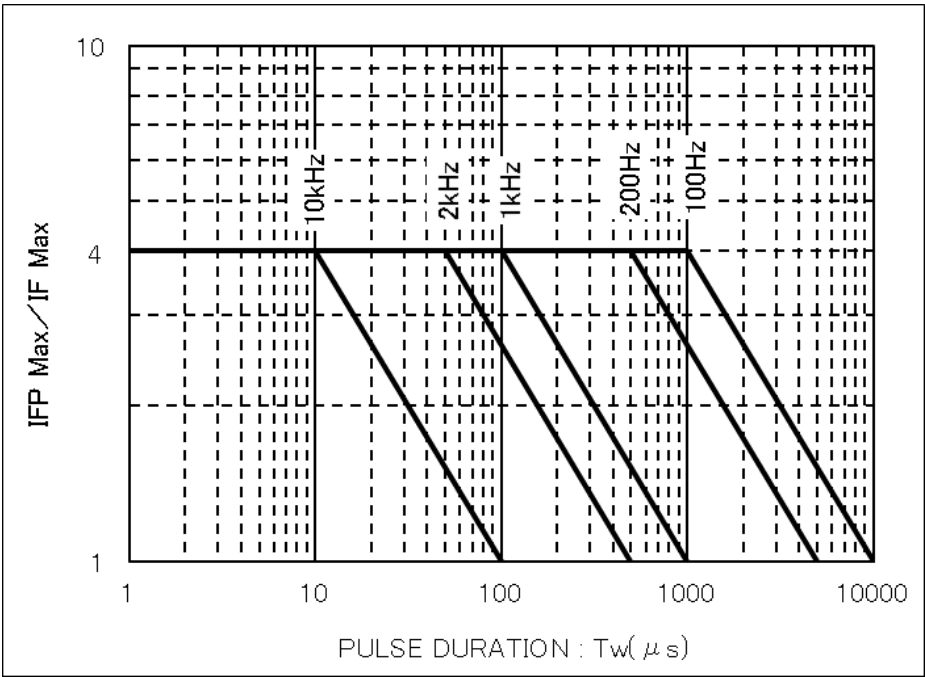 10
4
1
IFP Max／IF Max
10kHz
2kHz
1kHz
200Hz
100Hz
1
10
100
1000
10000
PULSE DURATION : Tw(μs)